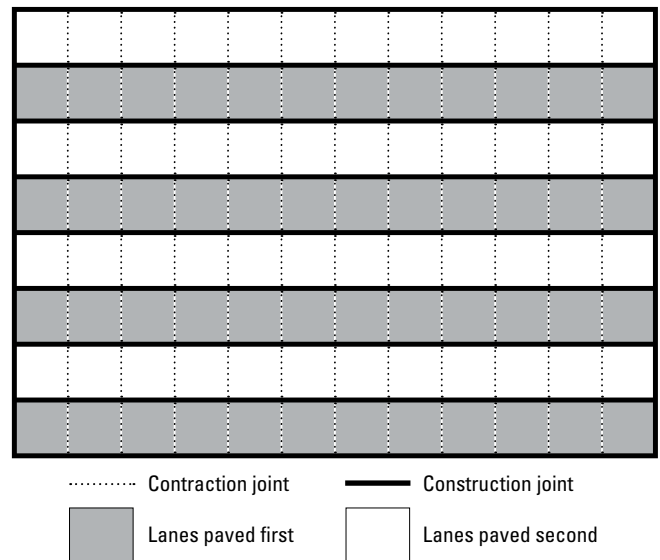 Contraction joint
Construction joint
Lanes paved first
Lanes paved second